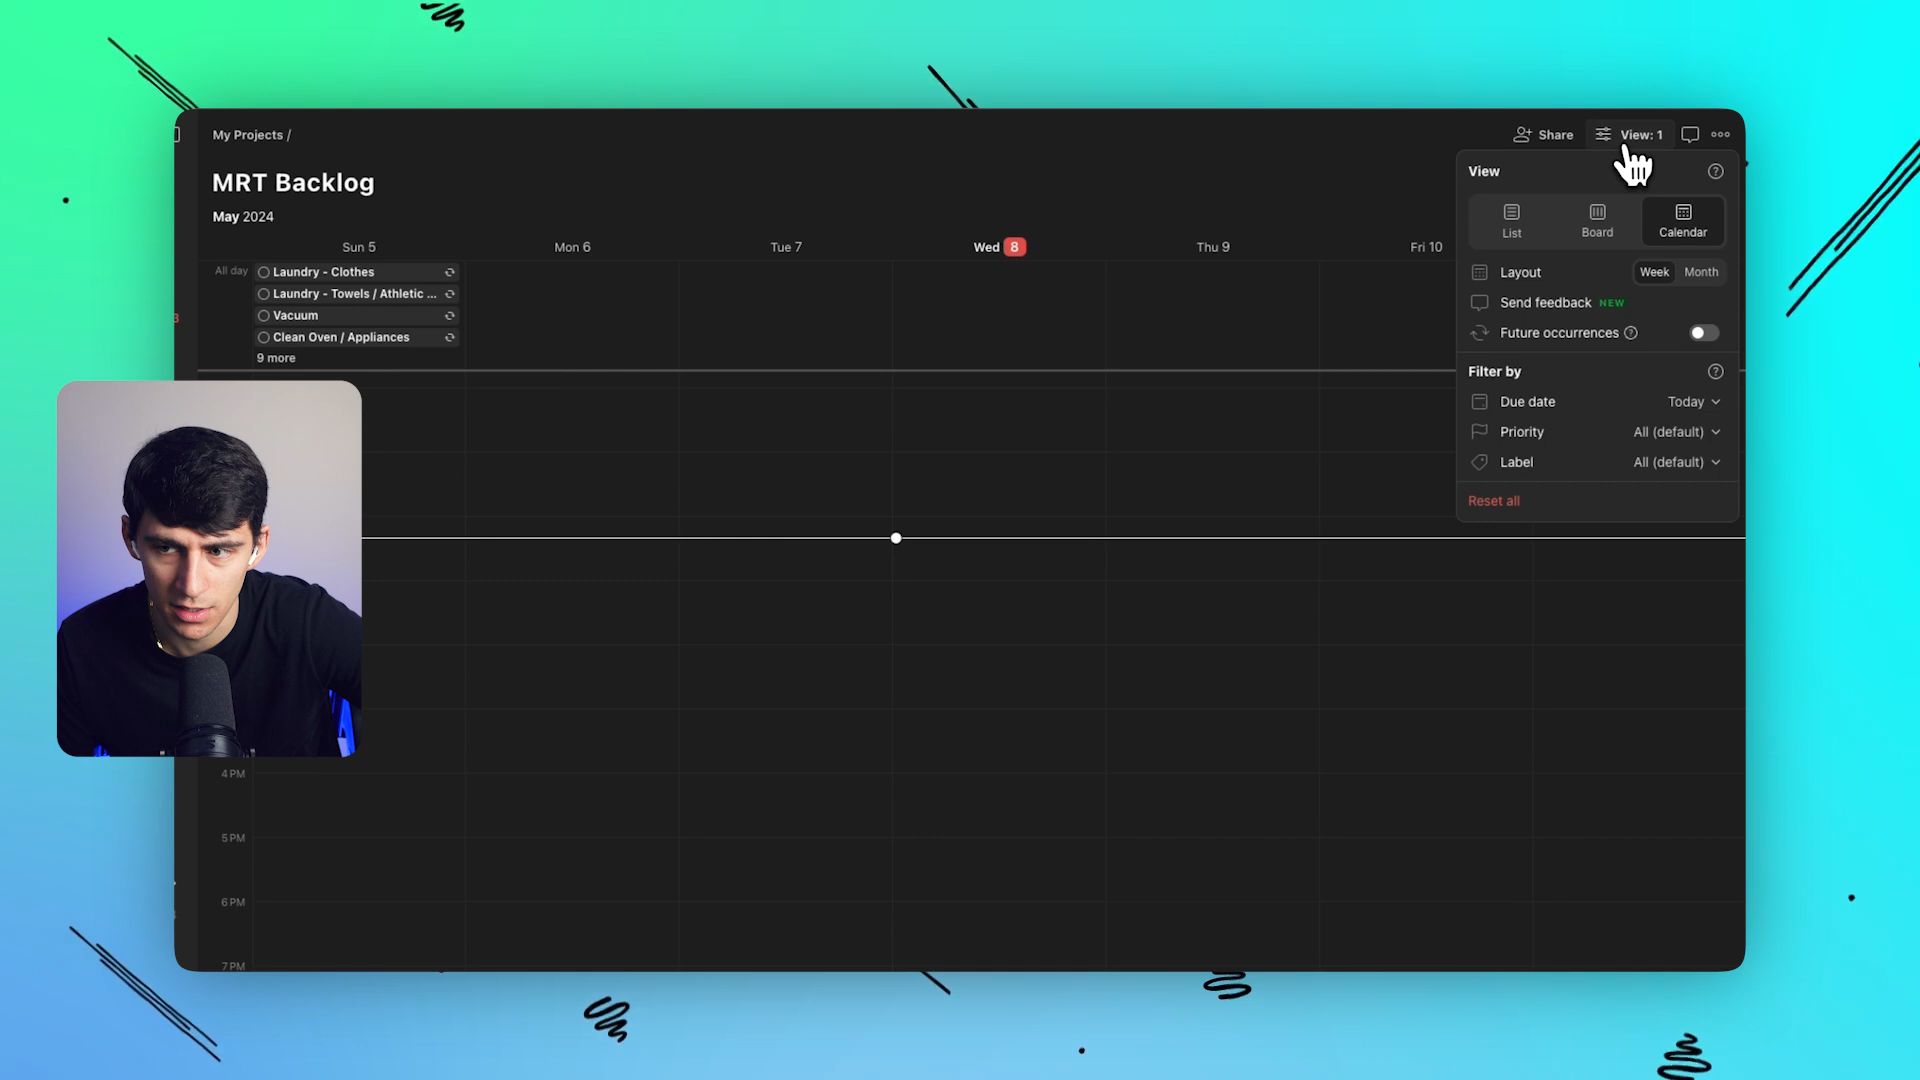 My Projects /
Share
View: 1
MRT Backlog
May 2024
Sun 5
Mon 6
Tue 7
Wed 8
Thu 9
Fri 10
All day
Laundry - Clothes
Laundry - Towels / Athletic ...
Vacuum
Clean Oven / Appliances
9 more
3
4 PM
5 PM
6 PM
7 PM
View
List
Board
Calendar
Layout
Week
Month
Send feedback NEW
Future occurrences
Filter by
Due date
Today
Priority
All (default)
Label
All (default)
Reset all